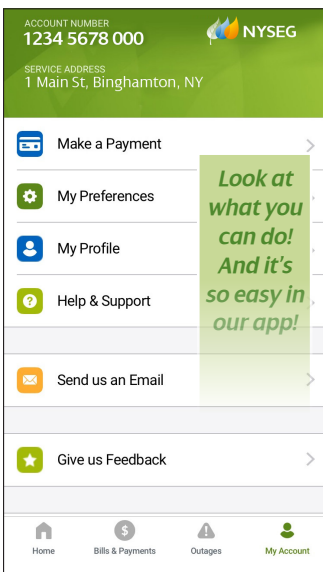 ACCOUNT NUMBER
1234 5678 000
NYSEG
SERVICE ADDRESS
1 Main St, Binghamton, NY
Make a Payment
My Preferences
My Profile
Help & Support
Look at
what you
can do!
And it's
so easy in
our app!
Send us an Email
Give us Feedback
Home
Bills & Payments
Outages
My Account